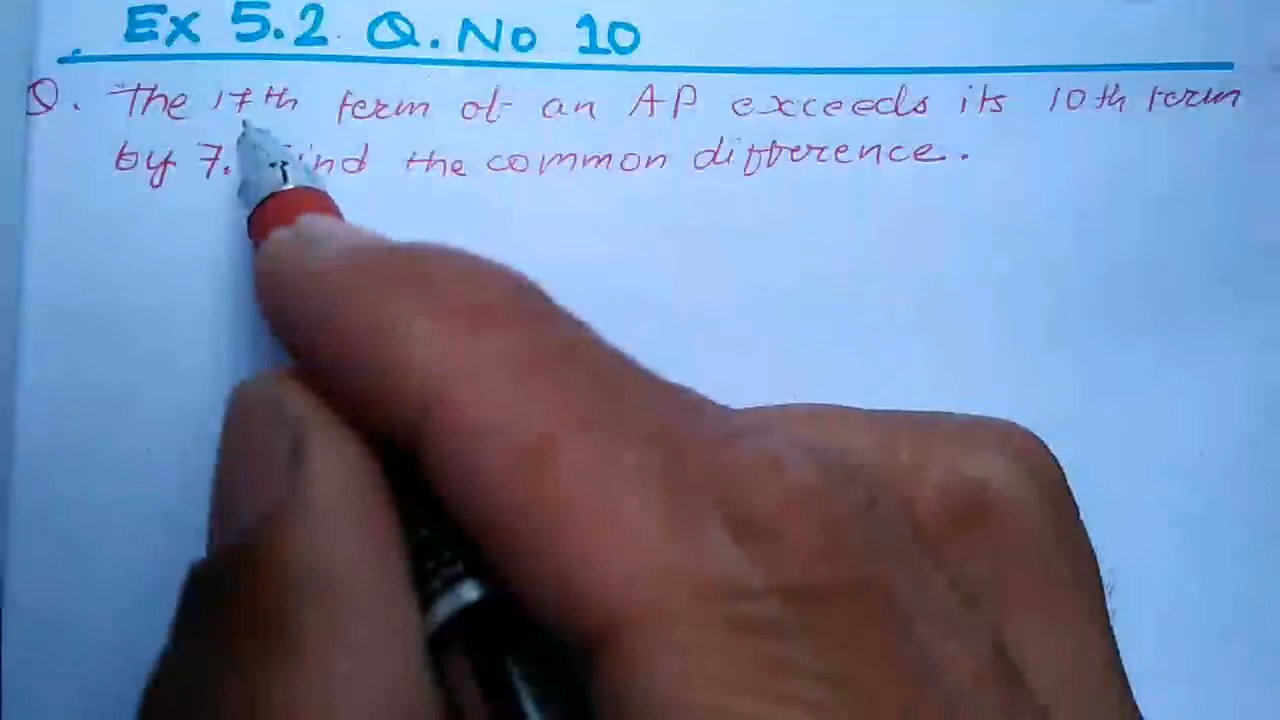 Ex 5.2 Q.No 10
Q. The 17th term of an AP exceeds its 10th term
by 7. Find the common difference.